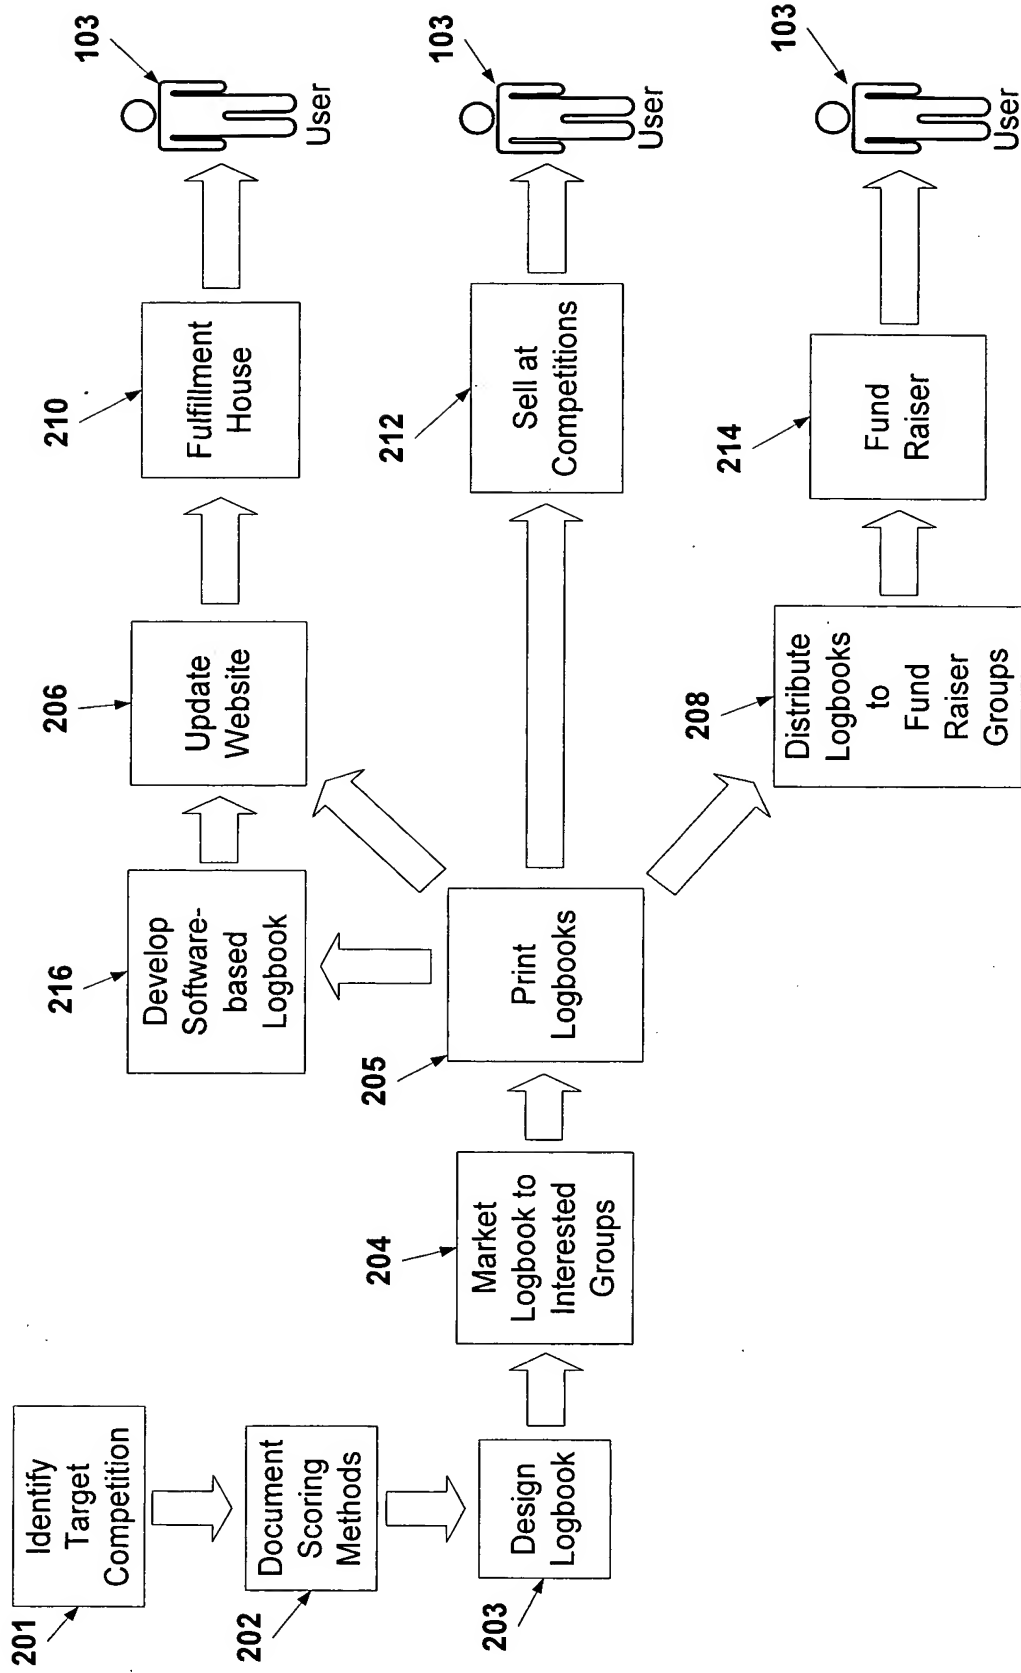 201
Identify
Target
Competition
202
Document
Scoring
Methods
203
Design
Logbook
204
Market
Logbook to
Interested
Groups
205
Print
Logbooks
216
Develop
Software-
based
Logbook
206
Update
Website
210
Fulfillment
House
103
User
212
Sell at
Competitions
103
User
208
Distribute
Logbooks
to
Fund
Raiser
Groups
214
Fund
Raiser
103
User